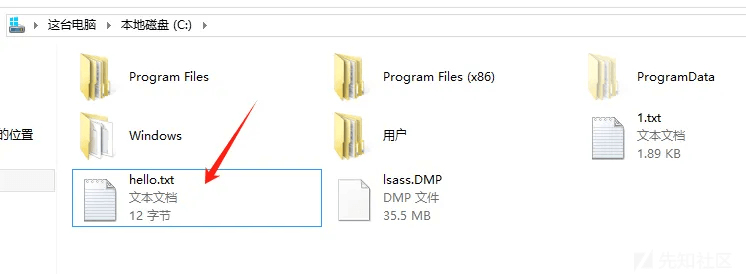 这台电脑 ▸ 本地磁盘 (C:) ▸
Program Files
Program Files (x86)
ProgramData
的位置
Windows
用户
1.txt
文本文档
1.89 KB
hello.txt
文本文档
12 字节
lsass.DMP
DMP 文件
35.5 MB
先知社区